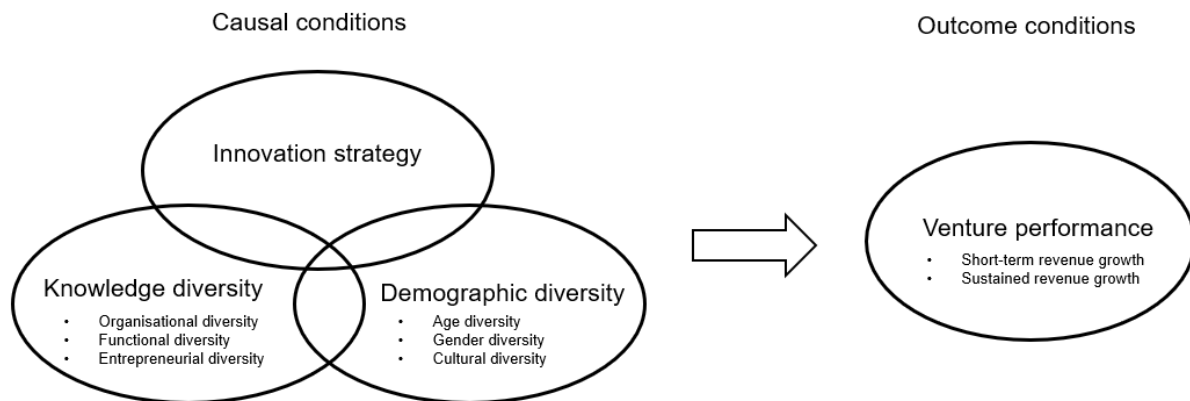 Causal conditions
Outcome conditions
Innovation strategy
Knowledge diversity
• Organisational diversity
• Functional diversity
• Entrepreneurial diversity
Demographic diversity
• Age diversity
• Gender diversity
• Cultural diversity
Venture performance
• Short-term revenue growth
• Sustained revenue growth